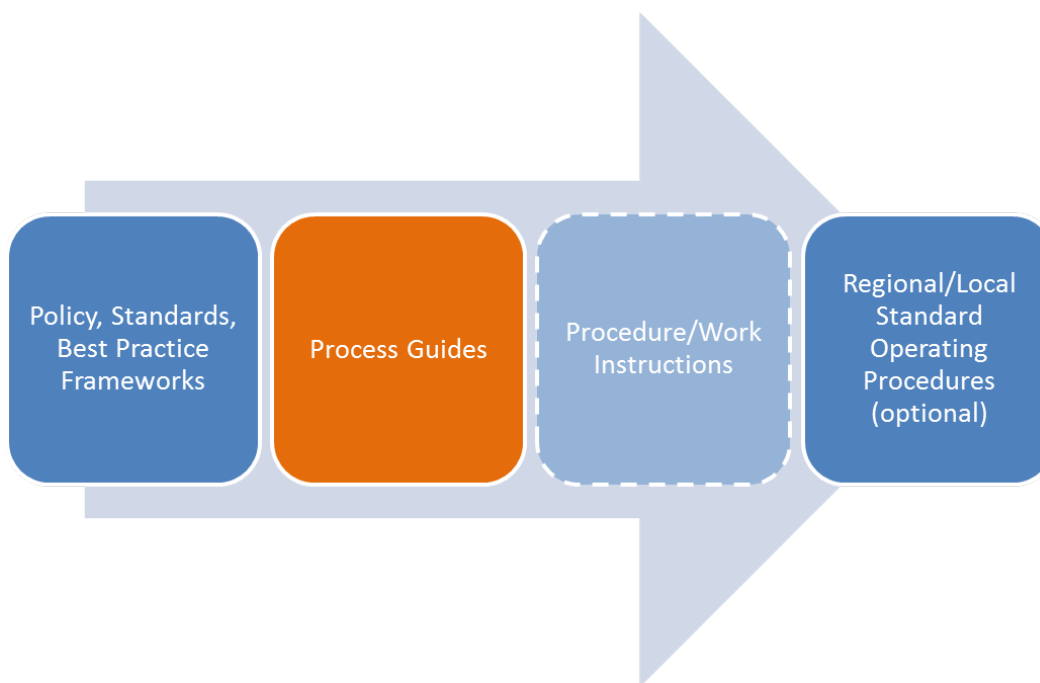 Policy, Standards,
Best Practice
Frameworks
Process Guides
Procedure/Work
Instructions
Regional/Local
Standard
Operating
Procedures
(optional)